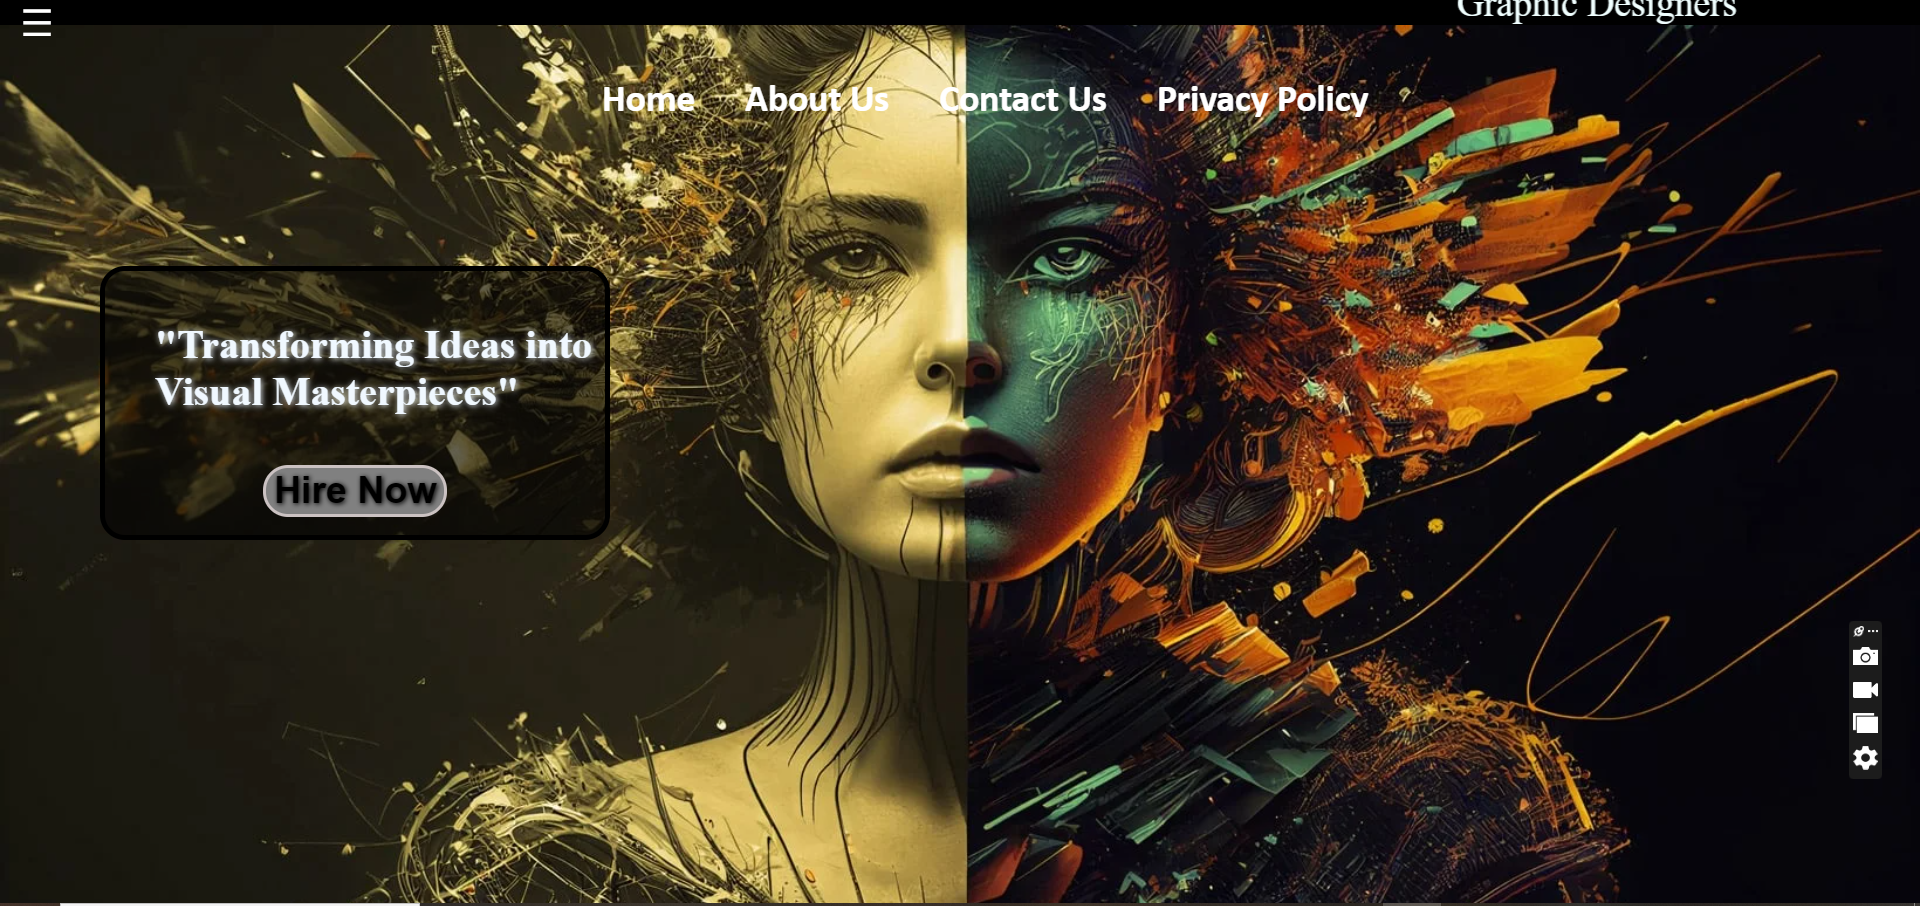 Graphic Designers
Home About Us Contact Us Privacy Policy
"Transforming Ideas into
Visual Masterpieces"
Hire Now